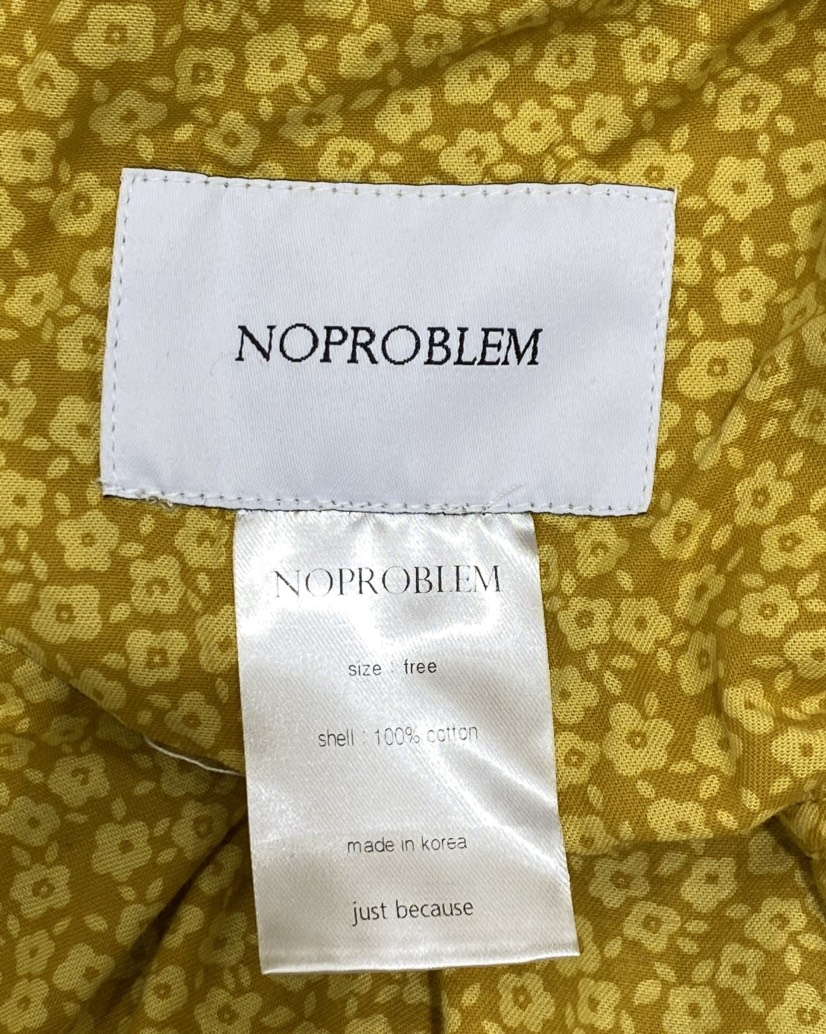 NOPROBLEM
NOPROBLEM
size : free
shell : 100% cotton
made in korea
just because